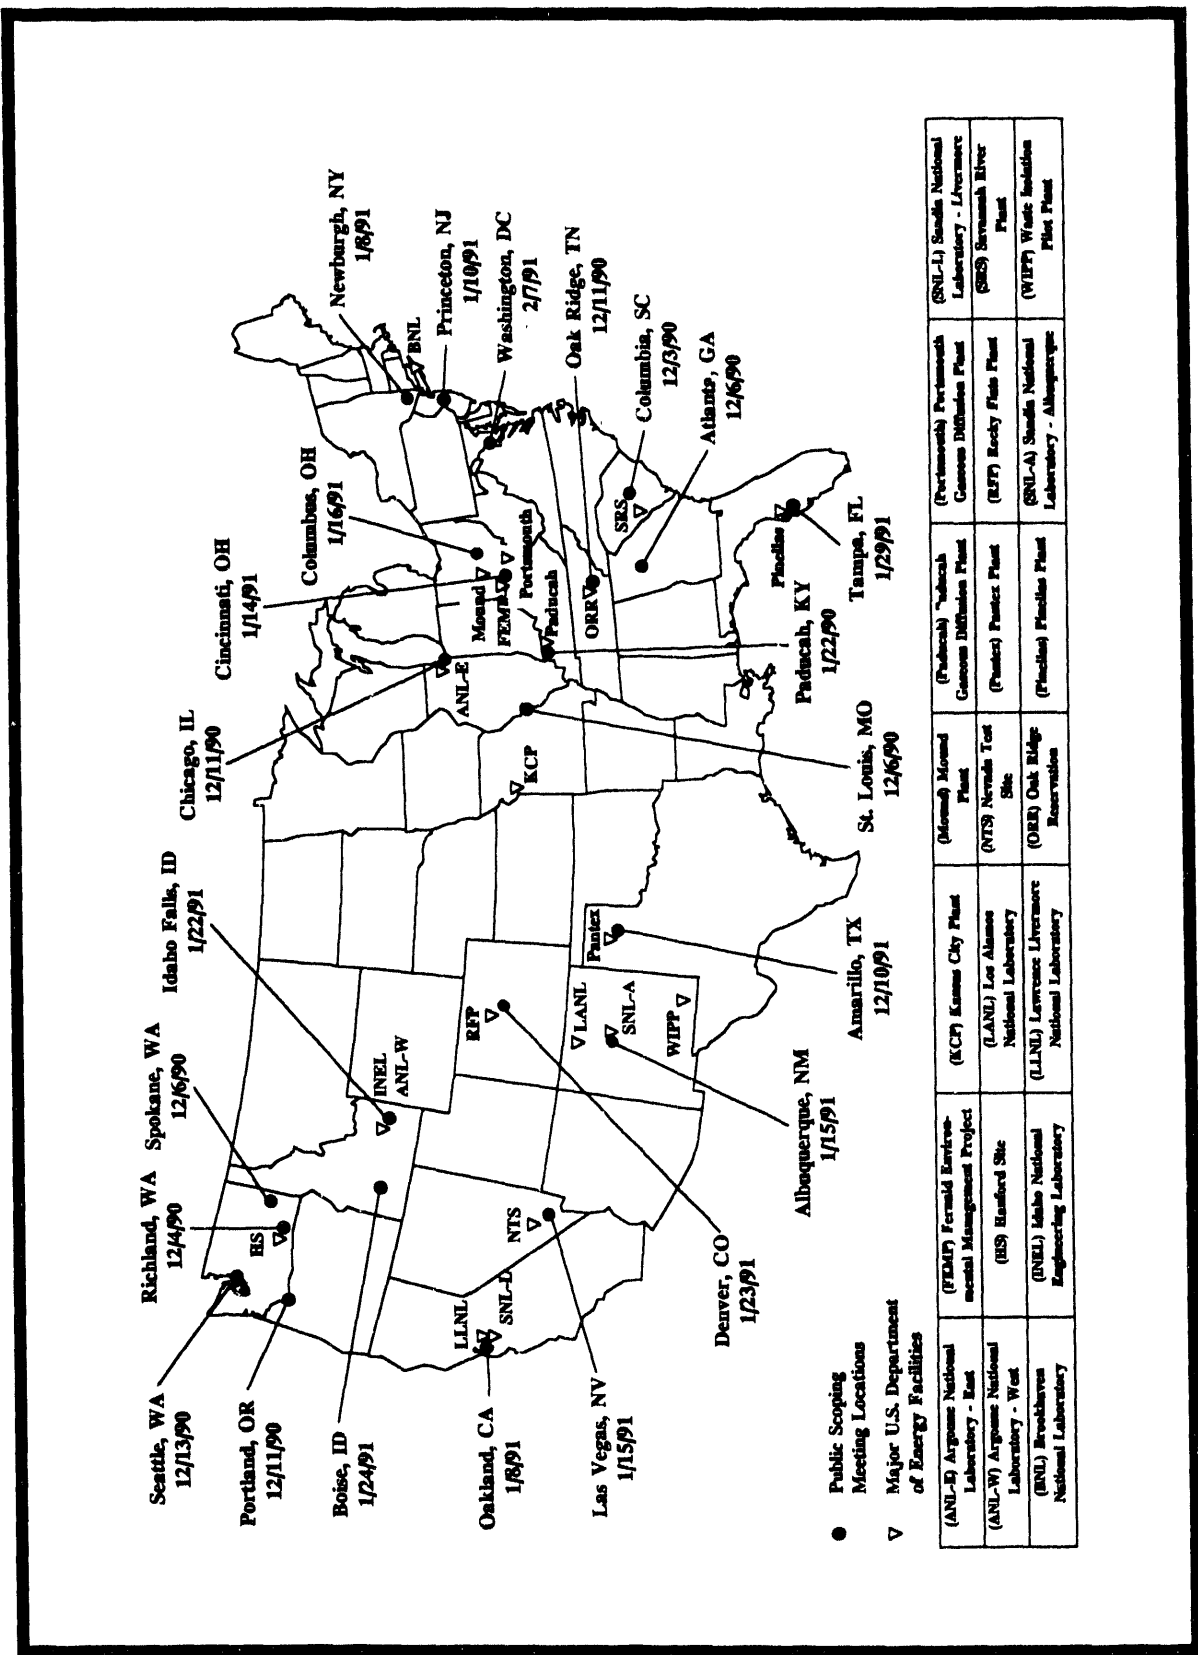 Seattle, WA
12/13/90
Portland, OR
12/11/90
Boise, ID
1/24/91
Oakland, CA
1/8/91
Las Vegas, NV
1/15/91
Richland, WA
12/4/90
Spokane, WA
12/6/90
Idaho Falls, ID
1/22/91
Chicago, IL
12/11/90
Cincinnati, OH
1/14/91
Columbus, OH
1/16/91
Newburgh, NY
1/8/91
Princeton, NJ
1/10/91
Washington, DC
2/7/91
Oak Ridge, TN
12/11/90
Columbia, SC
12/3/90
Atlanta, GA
12/6/90
Tampa, FL
1/29/91
Paducah, KY
1/22/90
St. Louis, MO
12/6/90
Amarillo, TX
12/10/91
Albuquerque, NM
1/15/91
Denver, CO
1/23/91
HS
LLNL
SNL-D
NTS
INEL
ANL-W
RFP
LANL
SNL-A
WIPP
Pantex
KCP
ANL-E
Mound
FEMP
Portsmouth
Paducah
ORR
SRS
Pinellas
BNL
Public Scoping
Meeting Locations
Major U.S. Department
of Energy Facilities
(ANL-E) Argonne National
Laboratory - East
(FEMP) Fernald Environ-
mental Management Project
(KCP) Kansas City Plant
(Mound) Mound
Plant
(Paducah) Paducah
Gaseous Diffusion Plant
(Portsmouth) Portsmouth
Gaseous Diffusion Plant
(SNL-L) Sandia National
Laboratory - Livermore
(ANL-W) Argonne National
Laboratory - West
(HS) Hanford Site
(LANL) Los Alamos
National Laboratory
(NTS) Nevada Test
Site
(Pantex) Pantex Plant
(RFP) Rocky Flats Plant
(SRS) Savannah River
Plant
(BNL) Brookhaven
National Laboratory
(INEL) Idaho National
Engineering Laboratory
(LLNL) Lawrence Livermore
National Laboratory
(ORR) Oak Ridge
Reservation
(Pinellas) Pinellas Plant
(SNL-A) Sandia National
Laboratory - Albuquerque
(WIPP) Waste Isolation
Pilot Plant